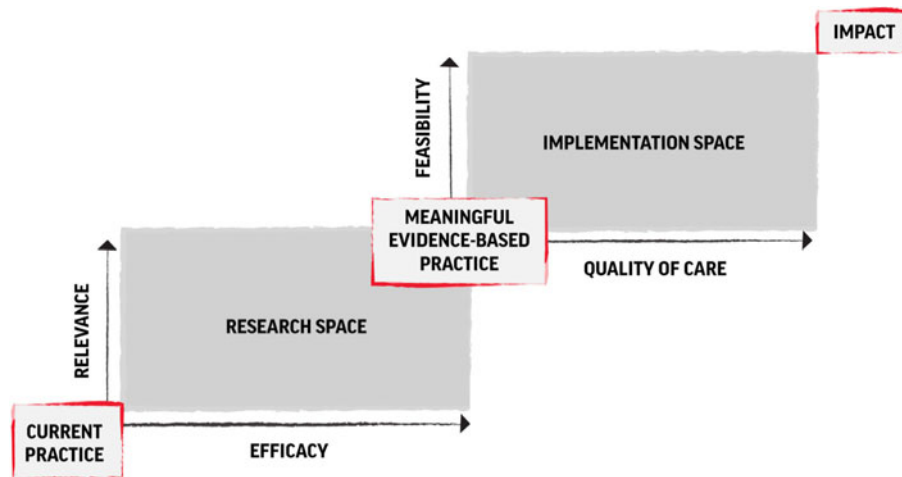 IMPACT
FEASIBILITY
IMPLEMENTATION SPACE
MEANINGFUL
EVIDENCE-BASED
PRACTICE
QUALITY OF CARE
RELEVANCE
RESEARCH SPACE
CURRENT
PRACTICE
EFFICACY